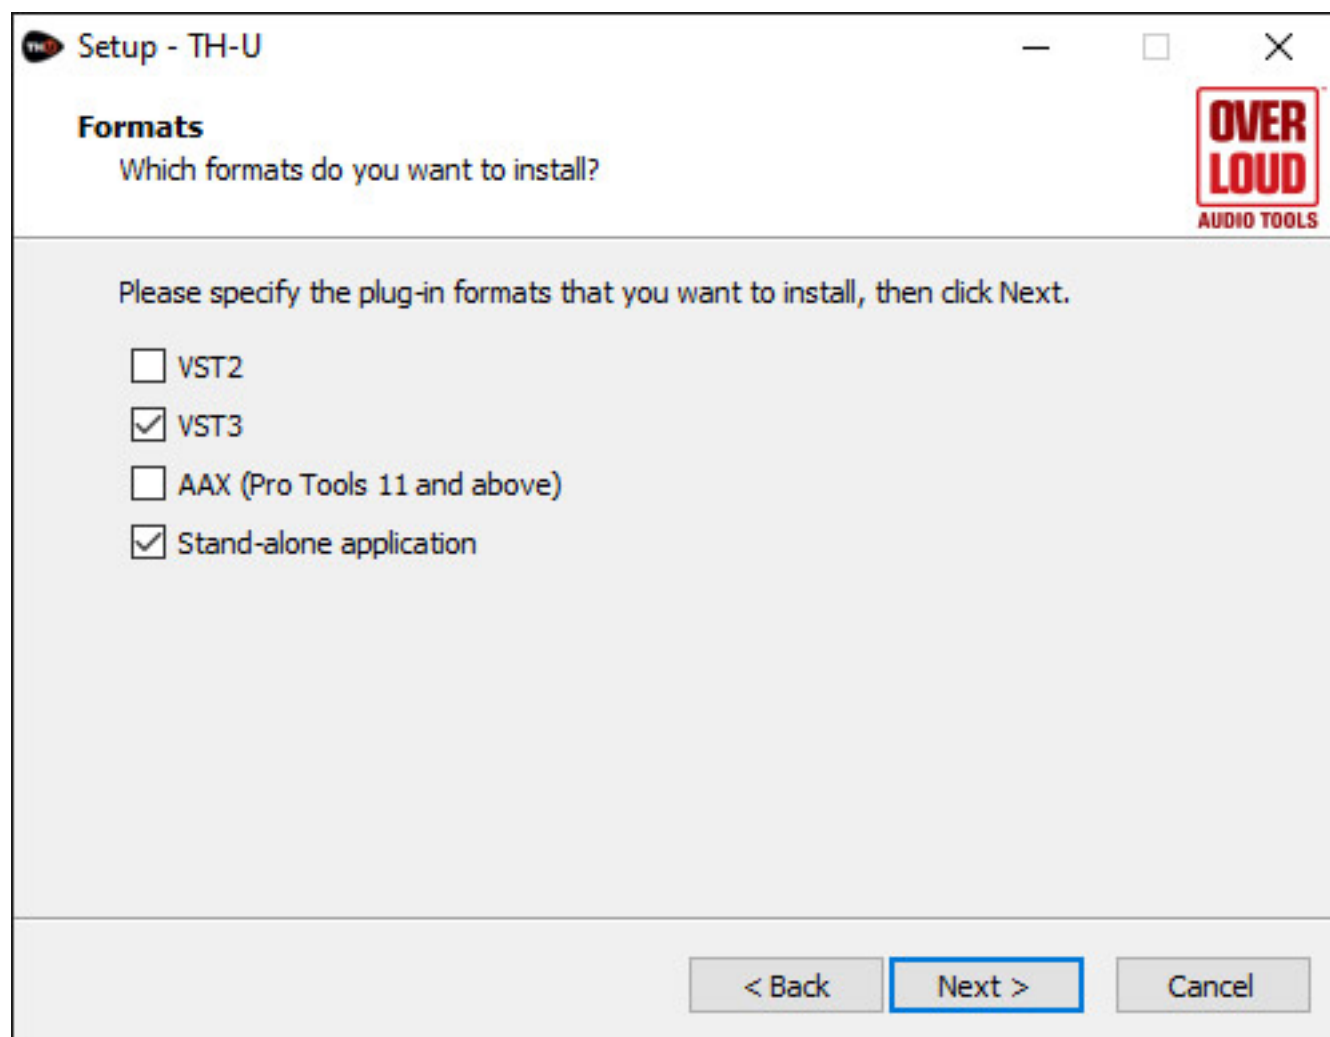 TH-U
Setup - TH-U
Formats
Which formats do you want to install?
OVER
LOUD
AUDIO TOOLS
Please specify the plug-in formats that you want to install, then click Next.
VST2
VST3
AAX (Pro Tools 11 and above)
Stand-alone application
< Back
Next >
Cancel